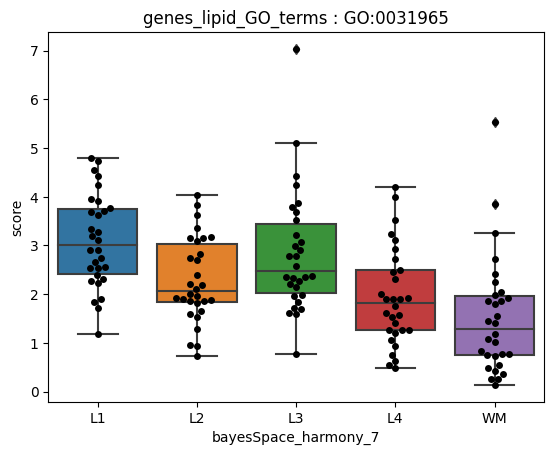 genes_lipid_GO_terms : GO:0031965
7
6
5
4
3
2
1
0
score
L1 L2 L3 L4 WM
bayesSpace_harmony_7